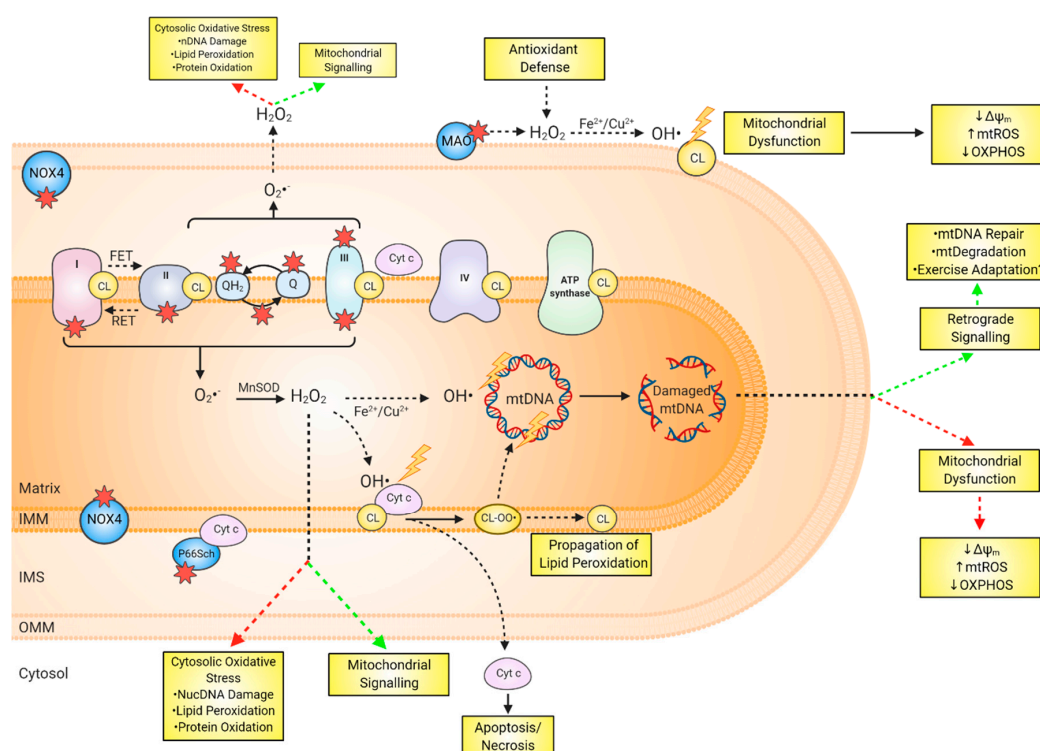 Cytosolic Oxidative Stress
•nDNA Damage
•Lipid Peroxidation
•Protein Oxidation
Mitochondrial
Signalling
H₂O₂
Antioxidant
Defense
MAO
H₂O₂
Fe²⁺/Cu²⁺
OH•
CL
Mitochondrial
Dysfunction
↓Δψₘ
↑mtROS
↓OXPHOS
NOX4
O₂•⁻
I
FET
RET
CL
II
CL
QH₂
Q
III
CL
Cyt c
IV
CL
ATP
synthase
CL
•mtDNA Repair
•mtDegradation
•Exercise Adaptation?
Retrograde
Signalling
O₂•⁻
MnSOD
H₂O₂
Fe²⁺/Cu²⁺
OH•
mtDNA
Damaged
mtDNA
Mitochondrial
Dysfunction
↓Δψₘ
↑mtROS
↓OXPHOS
OH•
Cyt c
CL
CL-OO•
CL
Propagation of
Lipid Peroxidation
Matrix
IMM
IMS
OMM
Cytosol
NOX4
Cyt c
P66Sch
Cytosolic Oxidative
Stress
•NucDNA Damage
•Lipid Peroxidation
•Protein Oxidation
Mitochondrial
Signalling
Cyt c
Apoptosis/
Necrosis